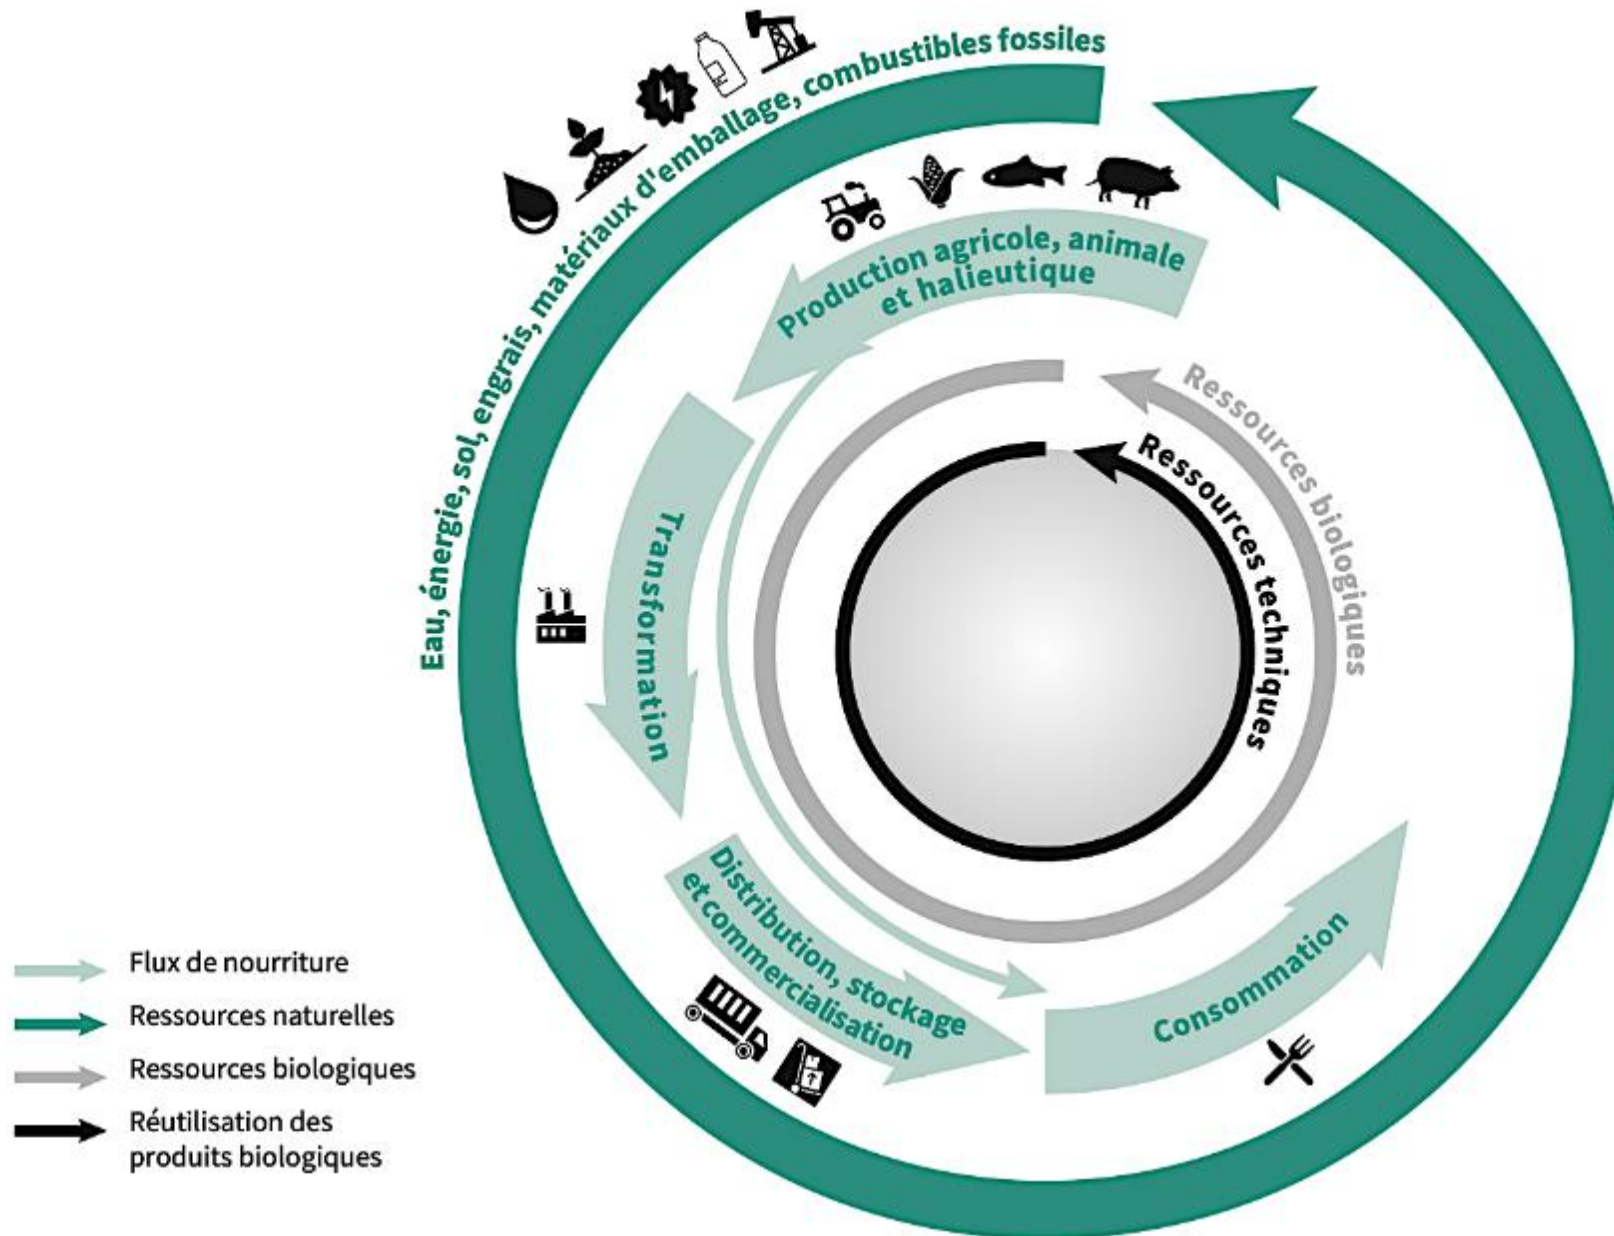 Eau, énergie, sol, engrais, matériaux d'emballage, combustibles fossiles
Production agricole, animale
et halieutique
Ressources biologiques
Ressources techniques
Transformation
Distribution, stockage
et commercialisation
Consommation
Flux de nourriture
Ressources naturelles
Ressources biologiques
Réutilisation des
produits biologiques